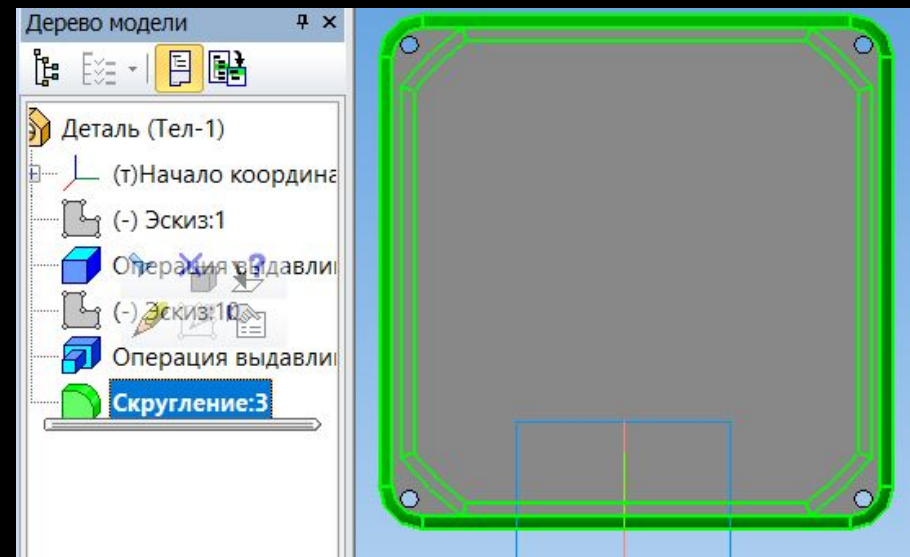 Дерево модели
Деталь (Тел-1)
(т)Начало координа
(-) Эскиз:1
Операция выдавли
(-) Эскиз:10
Операция выдавли
Скругление:3